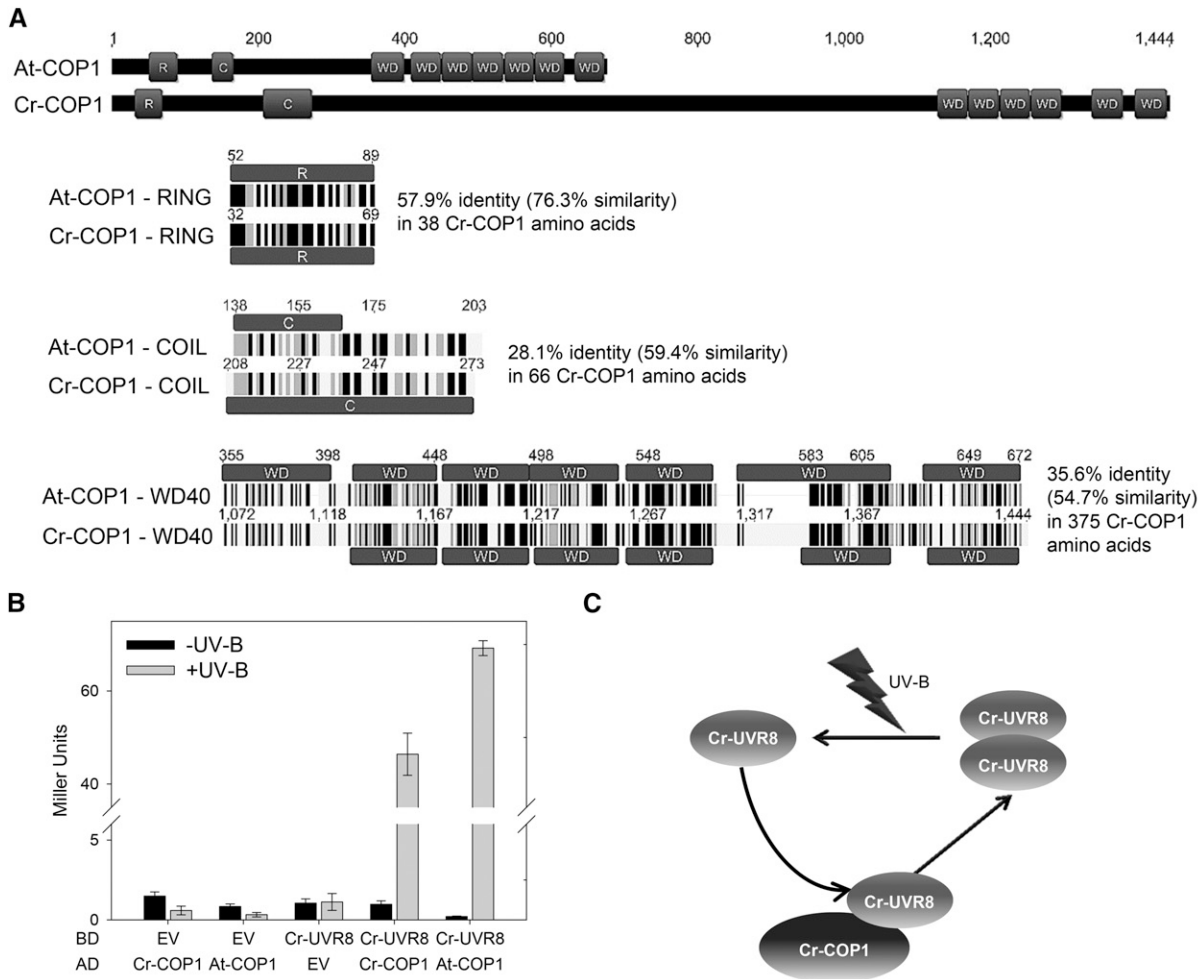 A
1 200 400 600 800 1,000 1,200 1,444
At-COP1 R C WD WD WD WD WD WD WD
Cr-COP1 R C WD WD WD WD WD WD
52 89
R
At-COP1 - RING
57.9% identity (76.3% similarity)
32 69
in 38 Cr-COP1 amino acids
Cr-COP1 - RING
R
138 155 175 203
C
At-COP1 - COIL
28.1% identity (59.4% similarity)
208 227 247 273
in 66 Cr-COP1 amino acids
Cr-COP1 - COIL
C
355 398 448 498 548 583 605 649 672
WD WD WD WD WD WD WD
At-COP1 - WD40
1,072 1,118 1,167 1,217 1,267 1,317 1,367 1,444
Cr-COP1 - WD40
WD WD WD WD WD WD
35.6% identity
(54.7% similarity)
in 375 Cr-COP1
amino acids
B
-UV-B
+UV-B
Miller Units
60
40
5
0
BD EV EV Cr-UVR8 Cr-UVR8 Cr-UVR8
AD Cr-COP1 At-COP1 EV Cr-COP1 At-COP1
C
UV-B
Cr-UVR8
Cr-UVR8
Cr-UVR8
Cr-UVR8
Cr-COP1